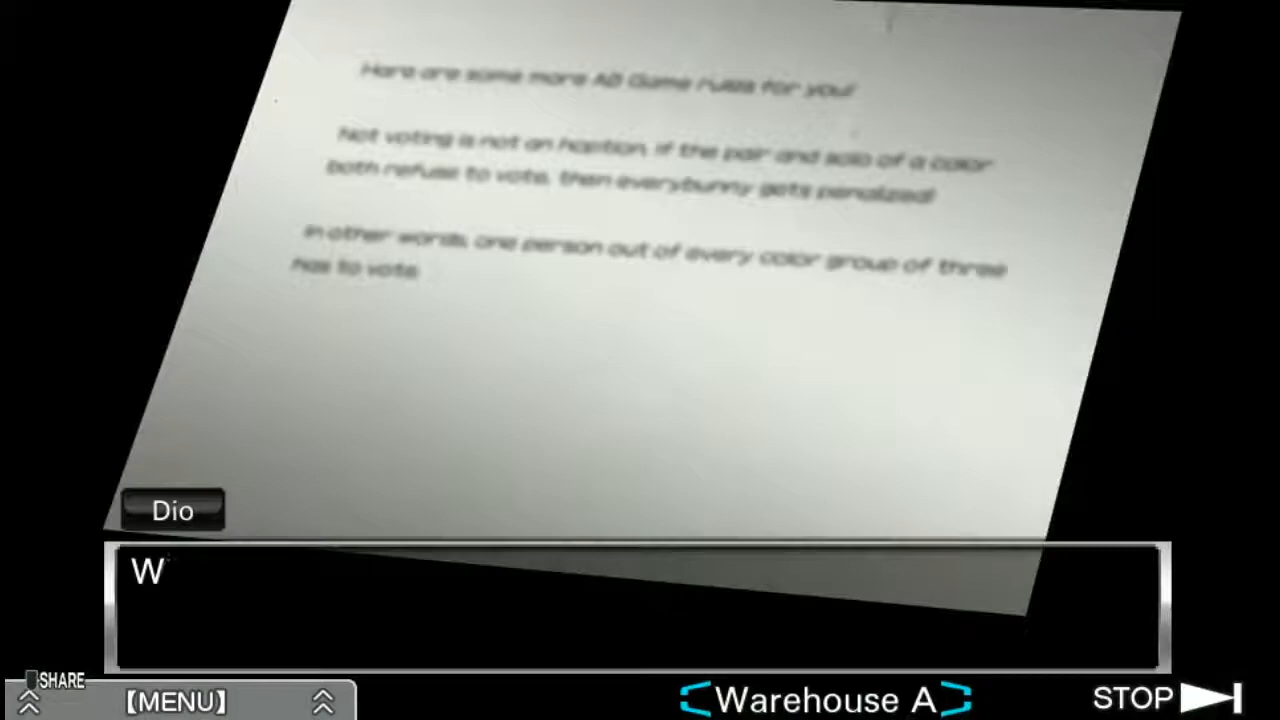 Here are some more AB Game rules for you!
Not voting is not an hoption. If the pair and solo of a color
both refuse to vote, then everybunny gets penalized!
In other words, one person out of every color group of three
has to vote.
Dio
W
SHARE
【MENU】
Warehouse A
STOP